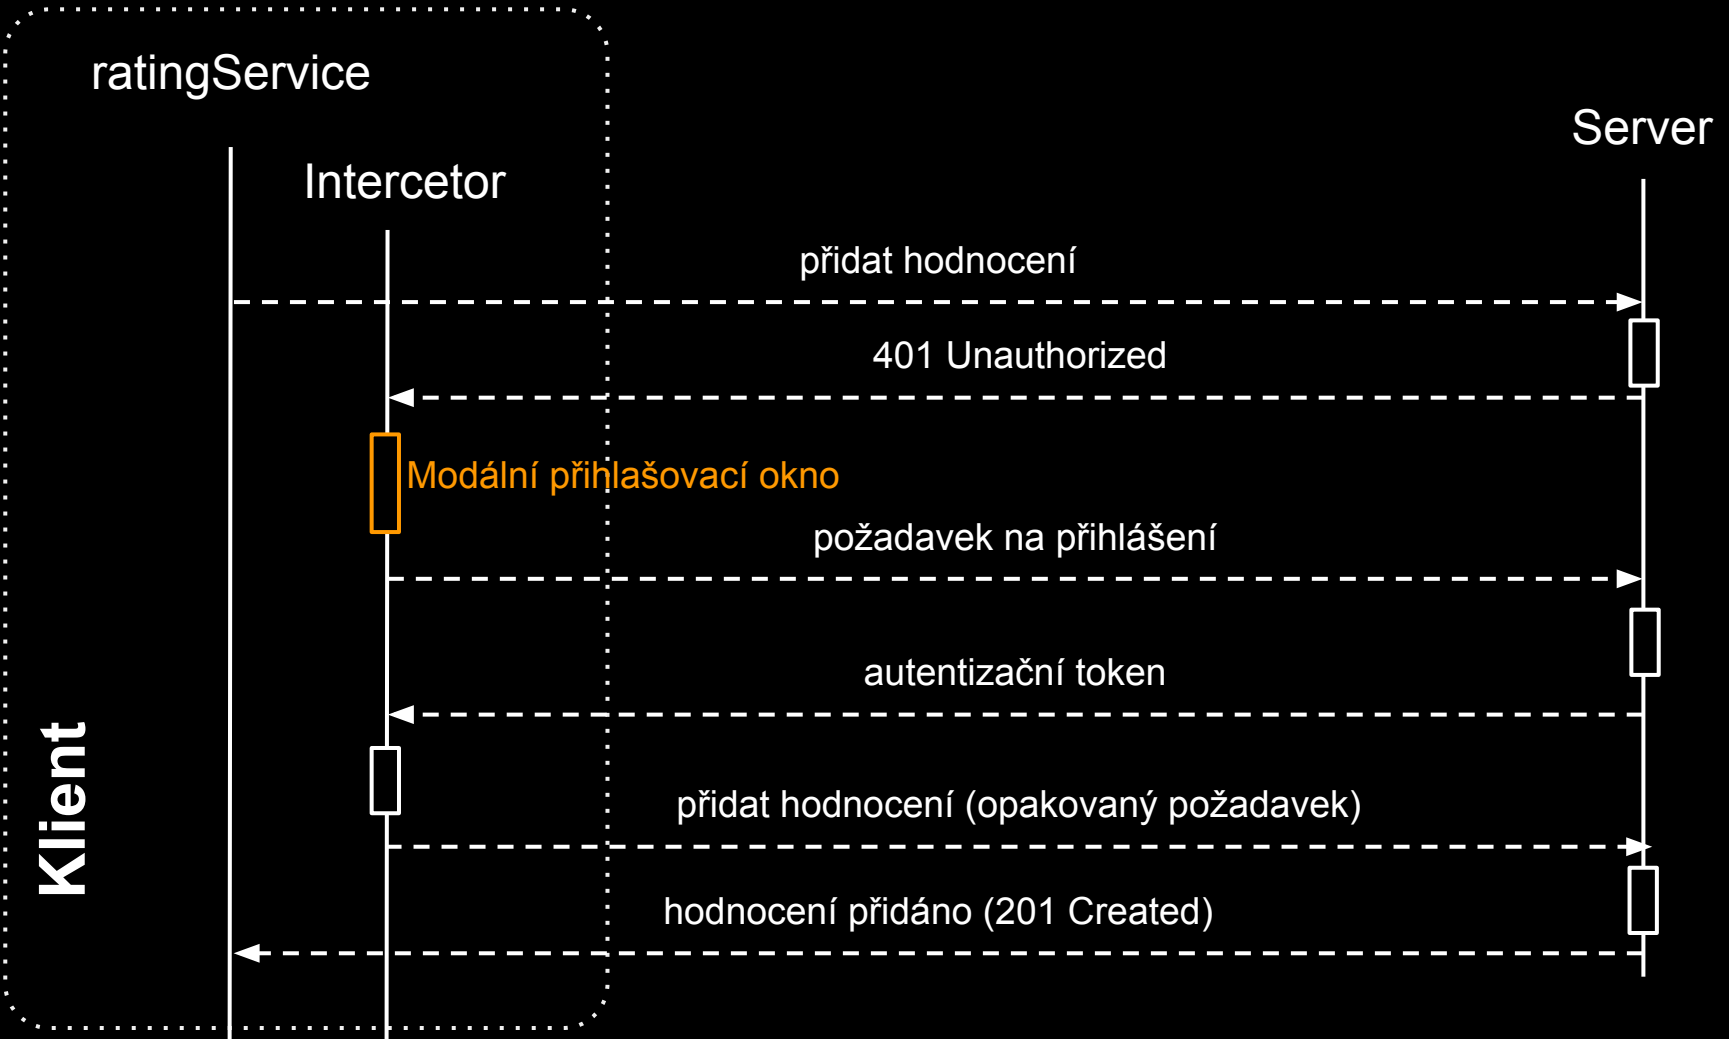 ratingService
Server
Intercetor
přidat hodnocení
401 Unauthorized
Modální přihlašovací okno
požadavek na přihlášení
autentizační token
Klient
přidat hodnocení (opakovaný požadavek)
hodnocení přidáno (201 Created)